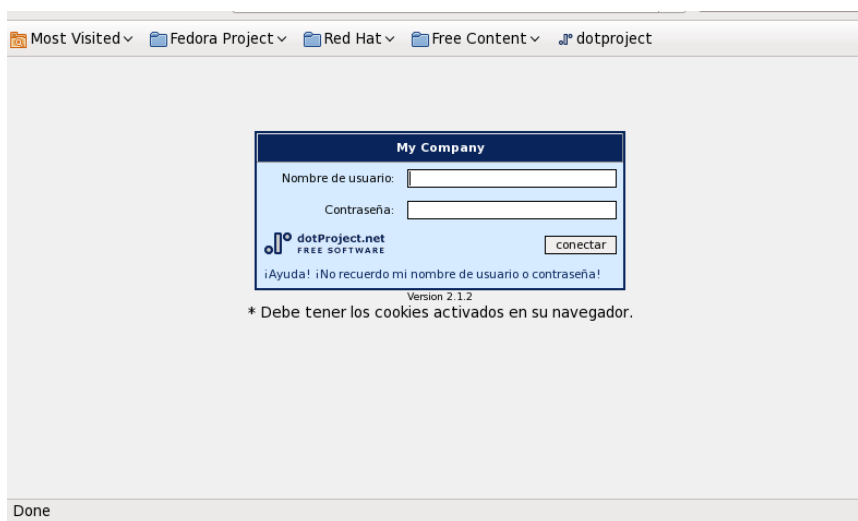 Most Visited Fedora Project Red Hat Free Content dotproject
My Company
Nombre de usuario:
Contraseña:
dotProject.net
FREE SOFTWARE
conectar
¡Ayuda! ¡No recuerdo mi nombre de usuario o contraseña!
Version 2.1.2
* Debe tener los cookies activados en su navegador.
Done